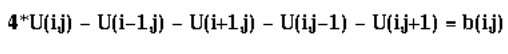 4*U(i,j) – U(i–1,j) – U(i+1,j) – U(i,j–1) – U(i,j+1) = b(i,j)